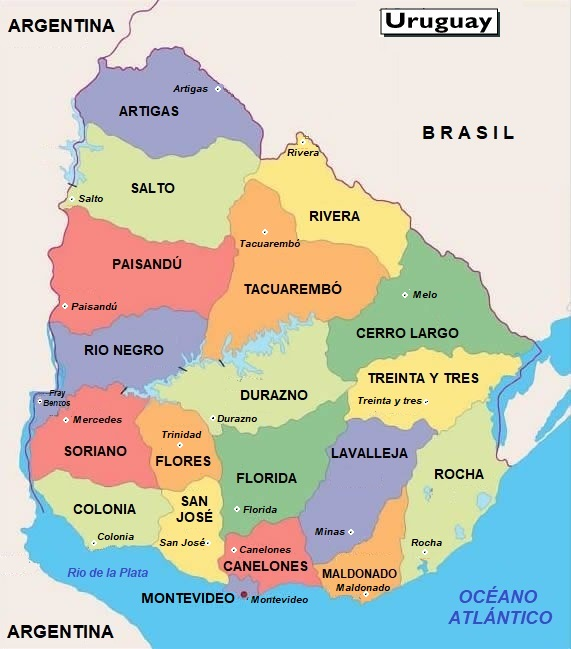 ARGENTINA
Uruguay
Artigas
ARTIGAS
BRASIL
Rivera
SALTO
Salto
RIVERA
Tacuarembó
PAISANDÚ
TACUAREMBÓ
Melo
Paisandú
CERRO LARGO
RIO NEGRO
TREINTA Y TRES
DURAZNO
Fray
Bentos
Treinta y tres
Mercedes
Durazno
Trinidad
SORIANO
FLORES
LAVALLEJA
FLORIDA
ROCHA
COLONIA
SAN
JOSÉ
Florida
Colonia
San José
Minas
Canelones
Rocha
CANELONES
Rio de la Plata
MALDONADO
Maldonado
MONTEVIDEO
Montevideo
OCÉANO
ATLÁNTICO
ARGENTINA